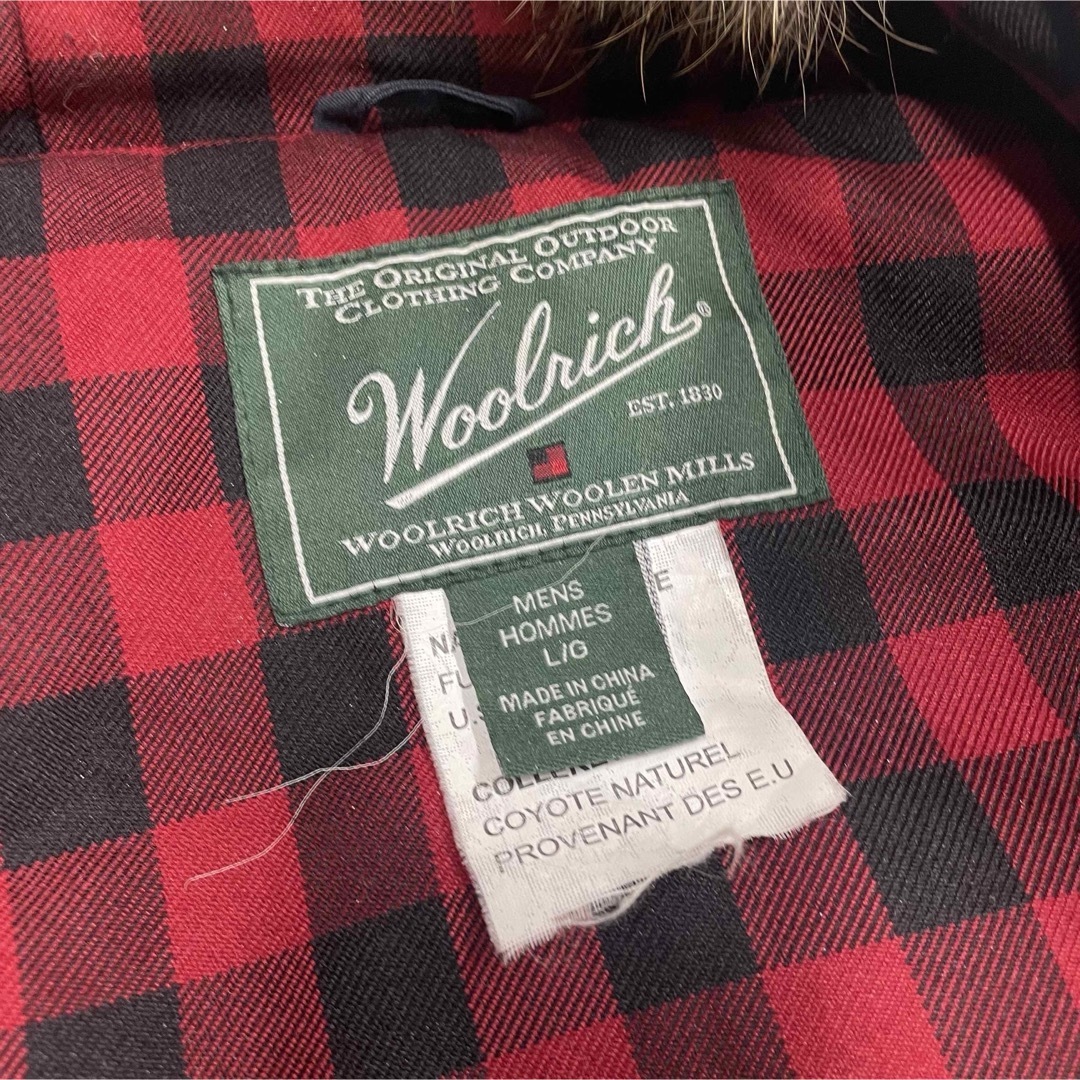 THE ORIGINAL OUTDOOR
CLOTHING COMPANY
Woolrich®
EST. 1830
WOOLRICH WOOLEN MILLS
WOOLRICH, PENNSYLVANIA
MENS
HOMMES
L/G
MADE IN CHINA
FABRIQUÉ
EN CHINE
COYOTE NATUREL
PROVENANT DES E.U